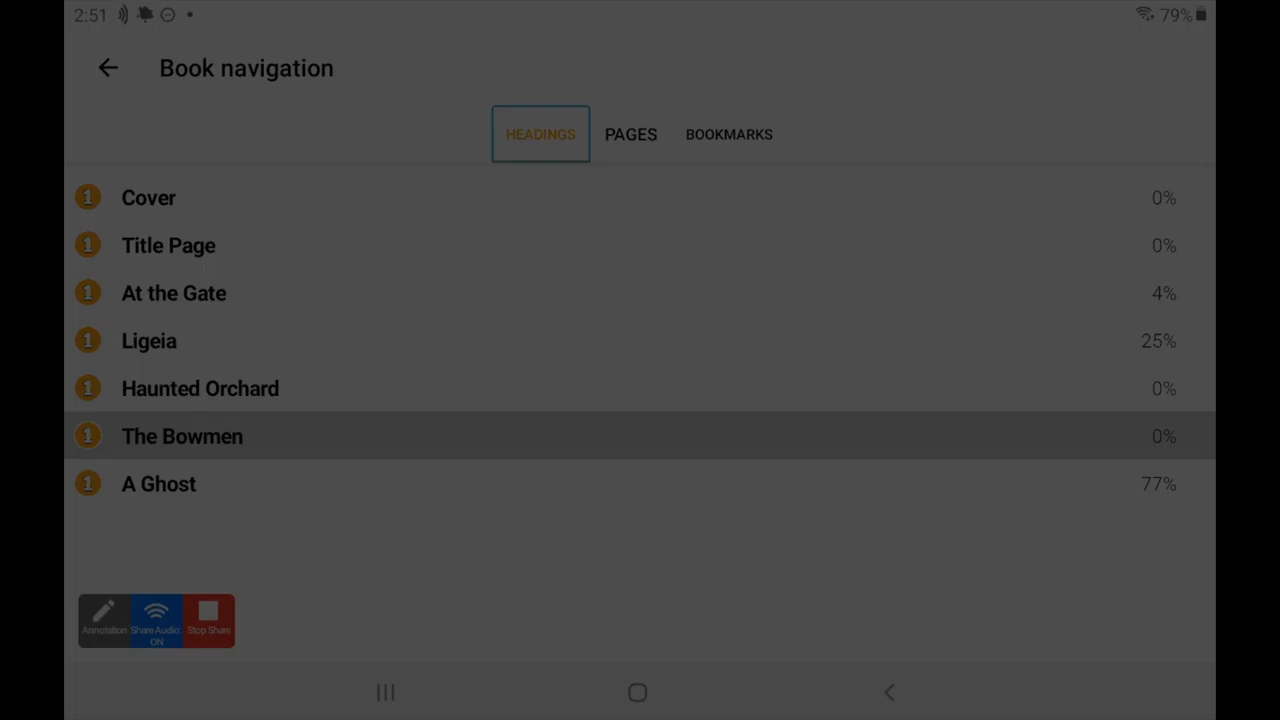 2:51 79%
Book navigation
HEADINGS PAGES BOOKMARKS
1 Cover 0%
1 Title Page 0%
1 At the Gate 4%
1 Ligeia 25%
1 Haunted Orchard 0%
1 The Bowmen 0%
1 A Ghost 77%
Annotation Share Audio: ON Stop Share